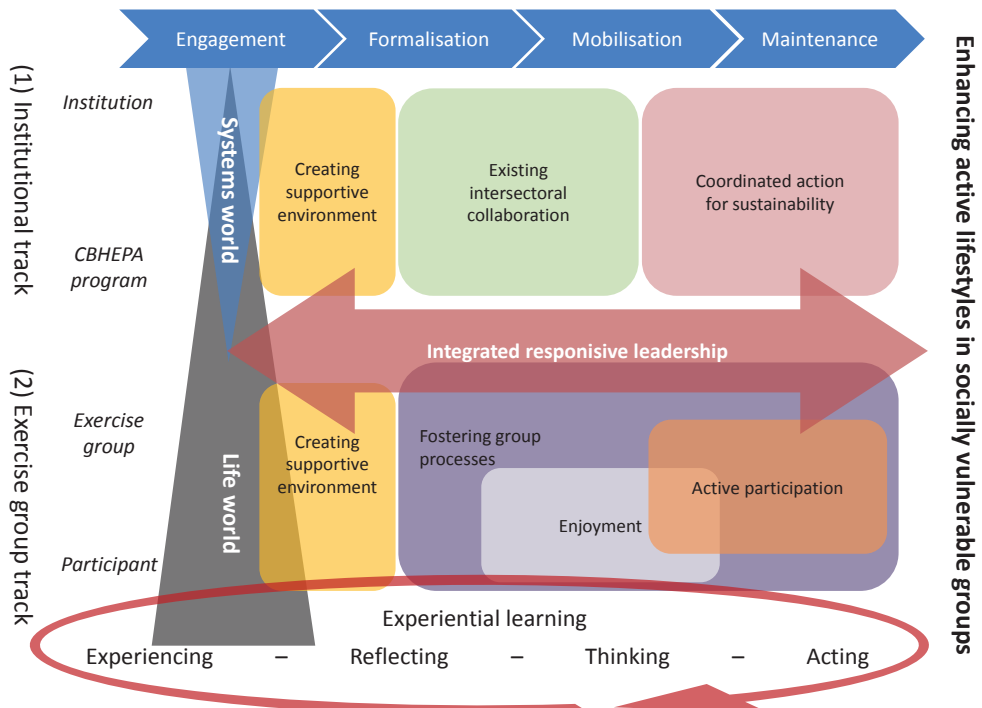 Engagement
Formalisation
Mobilisation
Maintenance
(1) Institutional track
Institution
CBHEPA
program
Systems world
Creating
supportive
environment
Existing
intersectoral
collaboration
Coordinated action
for sustainability
Integrated responisive leadership
(2) Exercise group track
Exercise
group
Participant
Life world
Creating
supportive
environment
Fostering group
processes
Enjoyment
Active participation
Experiential learning
Experiencing – Reflecting – Thinking – Acting
Enhancing active lifestyles in socially vulnerable groups